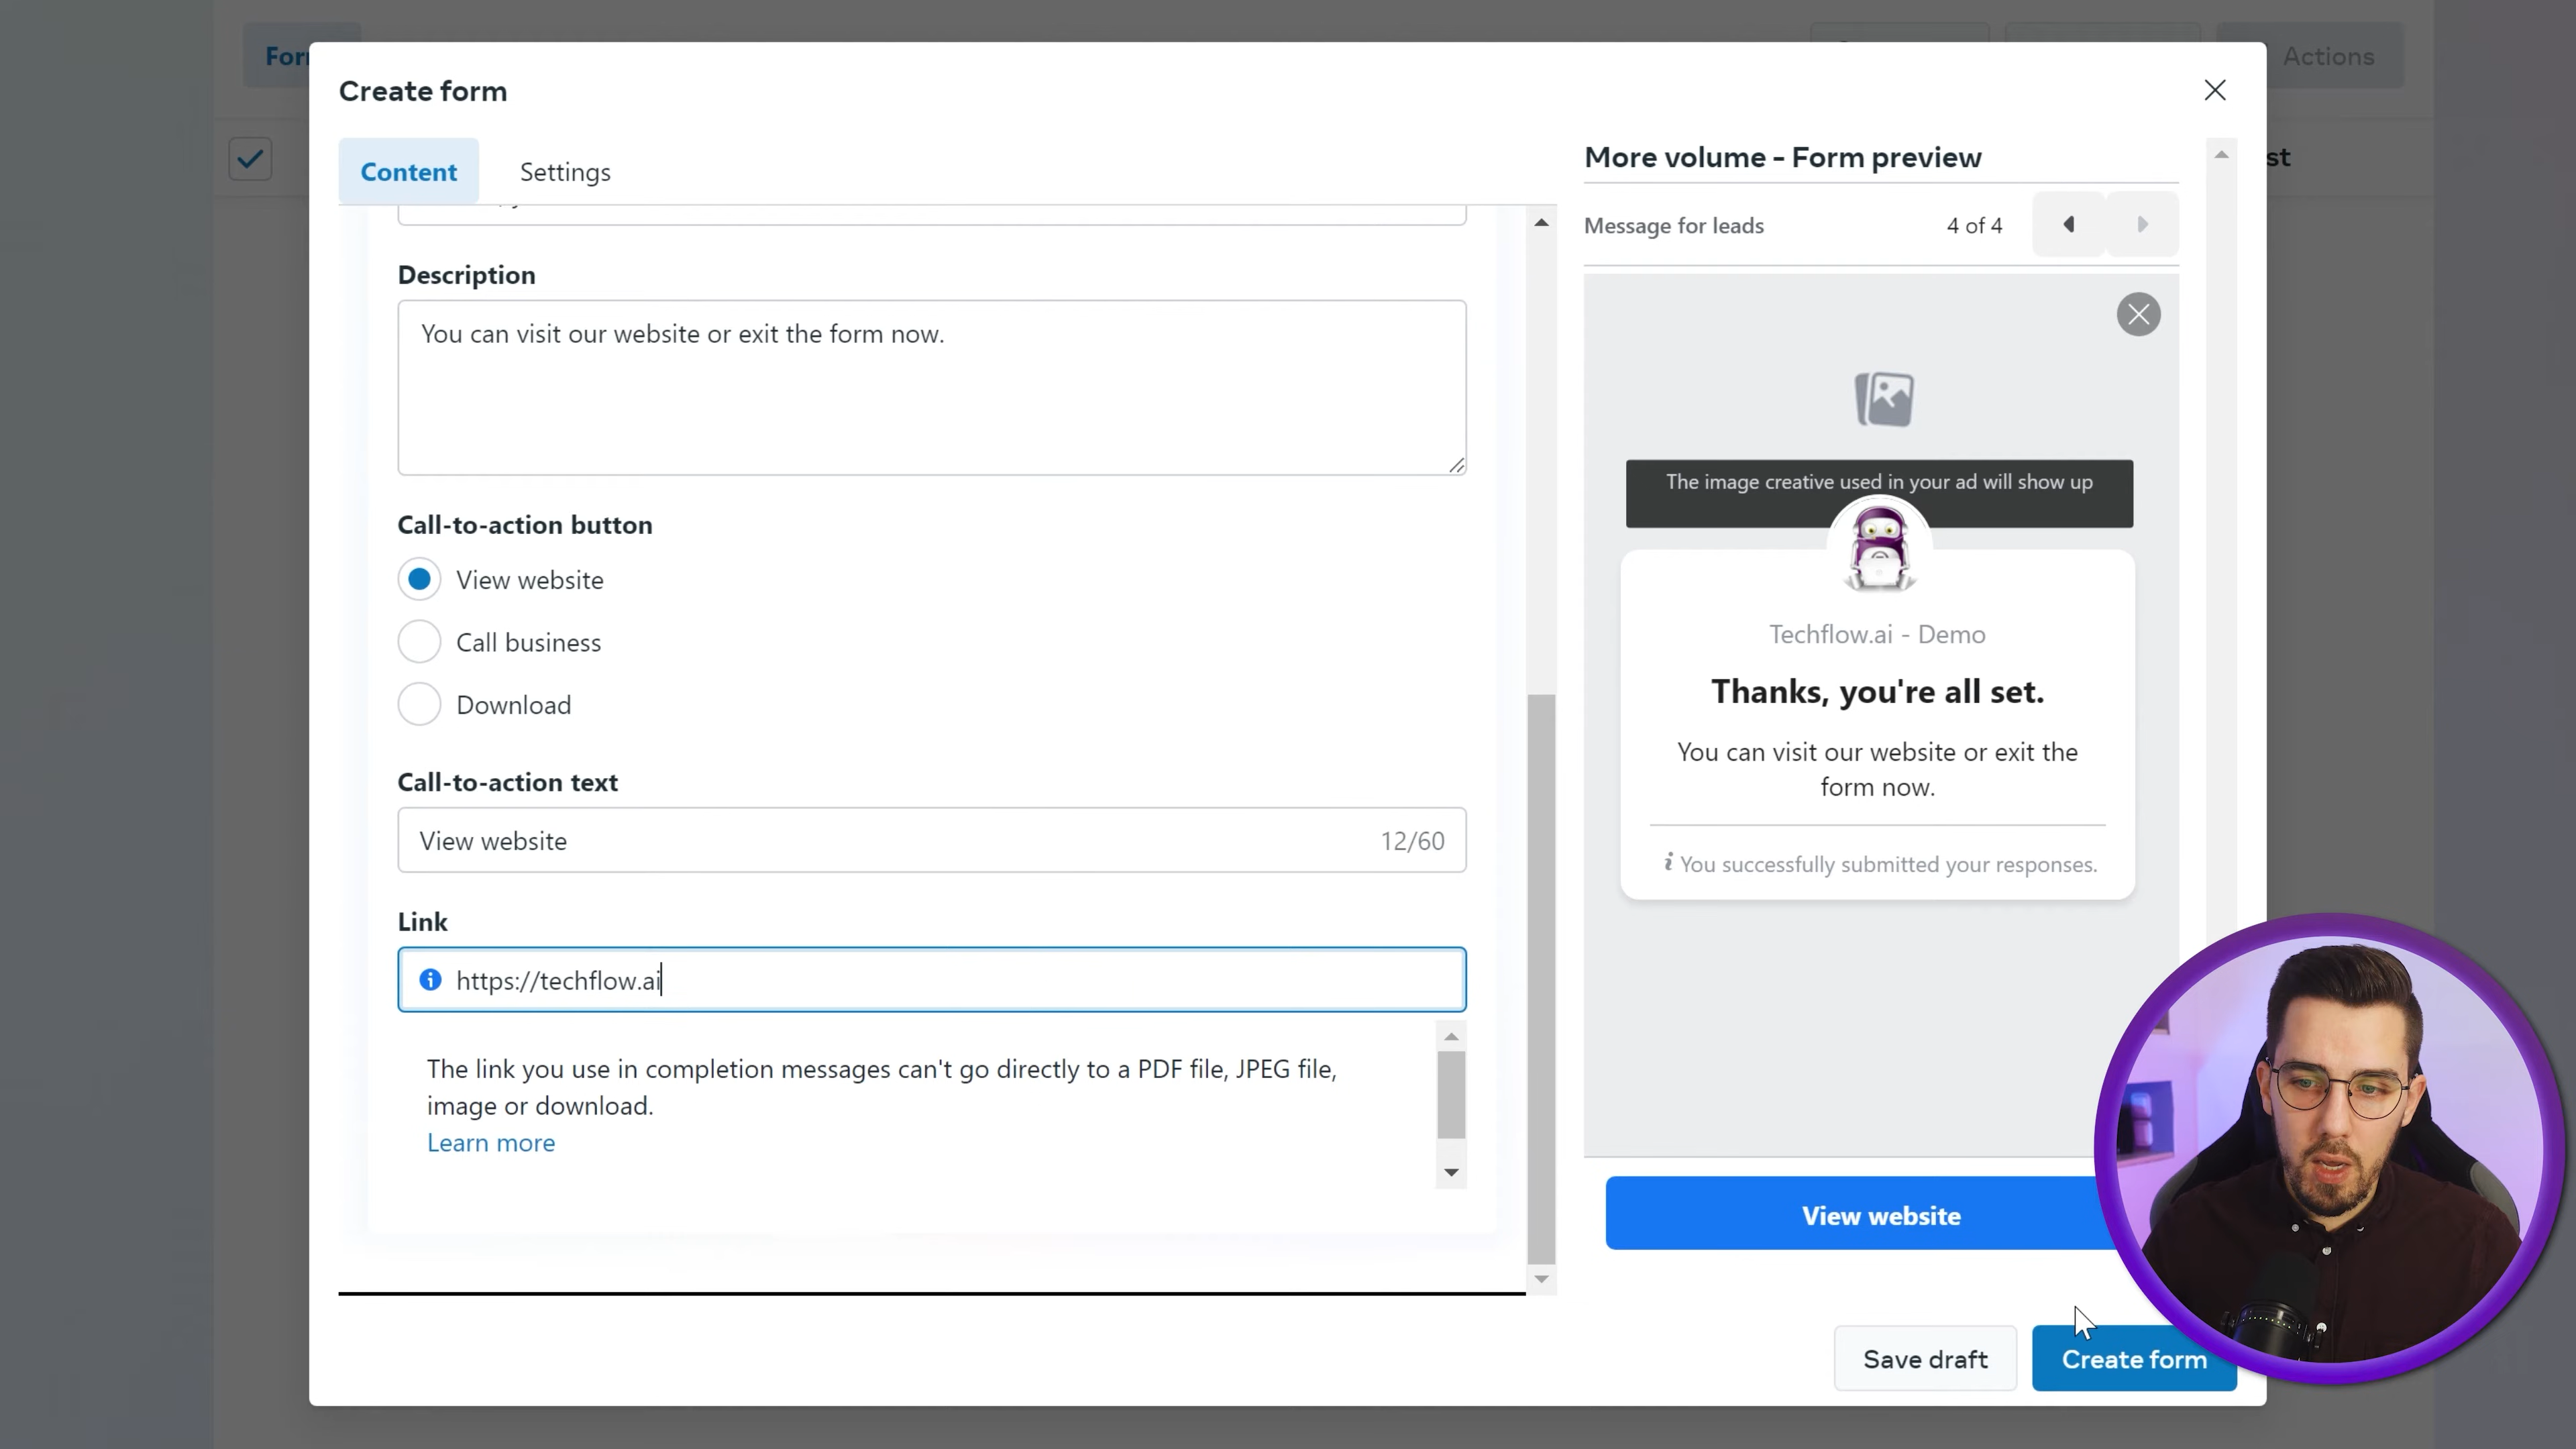 Form
Actions
Create form
Content
Settings
More volume - Form preview
st
Message for leads
4 of 4
Description
You can visit our website or exit the form now.
Call-to-action button
View website
Call business
Download
Call-to-action text
View website
12/60
Link
https://techflow.ai
The link you use in completion messages can't go directly to a PDF file, JPEG file,
image or download.
Learn more
The image creative used in your ad will show up
Techflow.ai - Demo
Thanks, you're all set.
You can visit our website or exit the
form now.
You successfully submitted your responses.
View website
Save draft
Create form